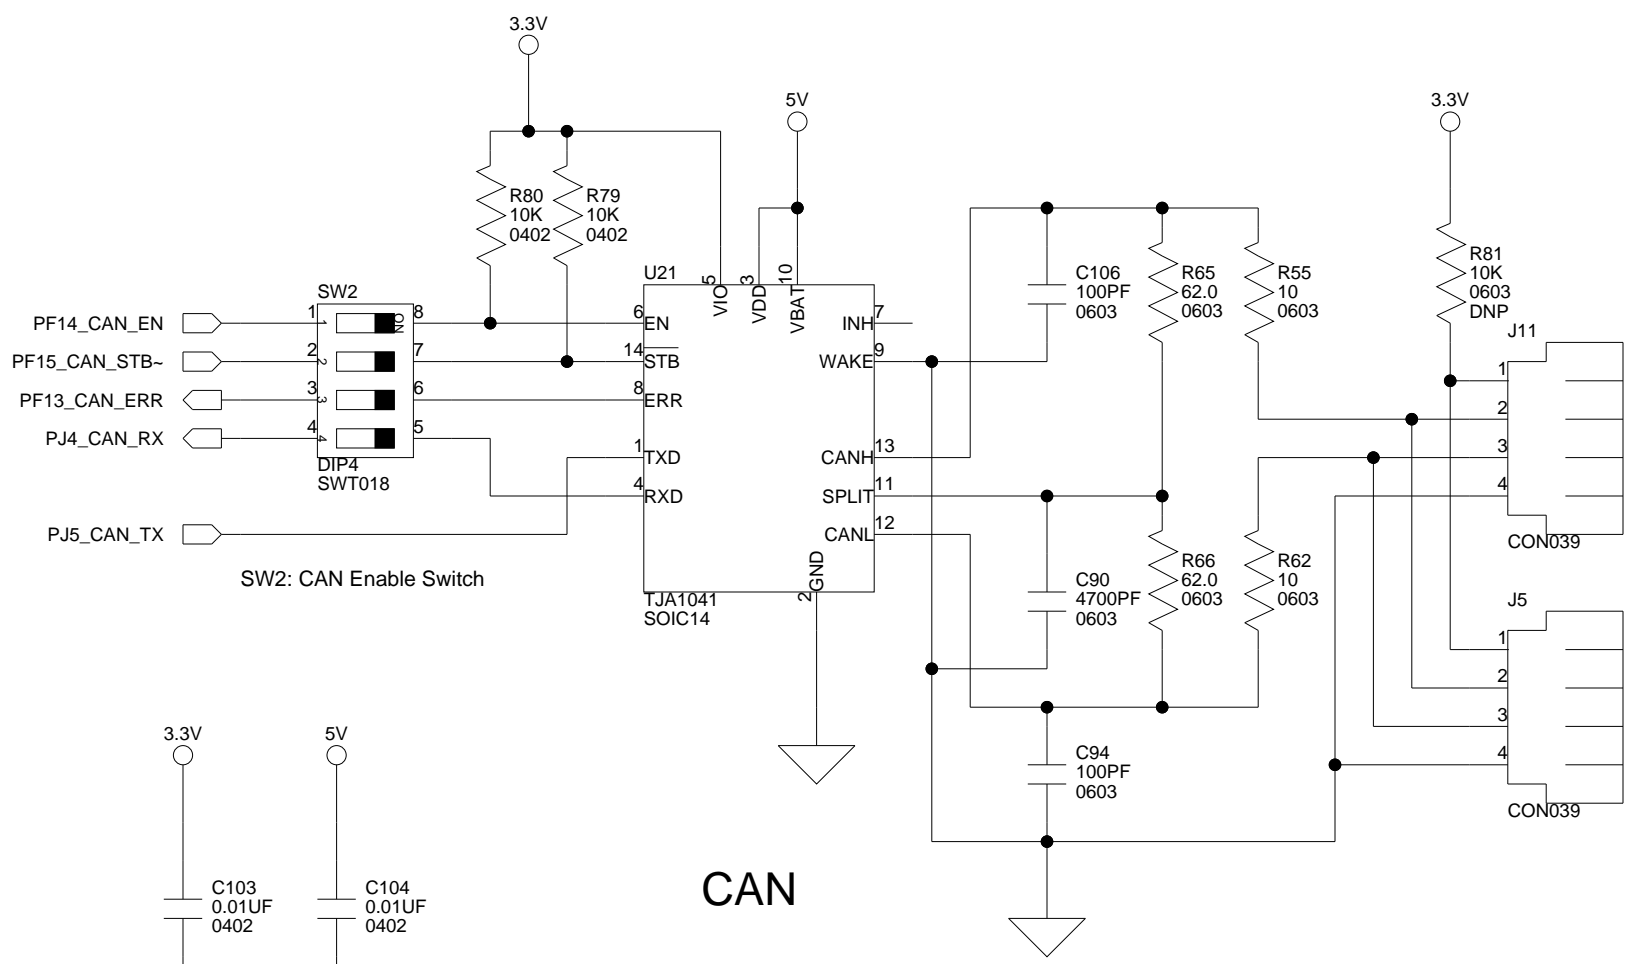 3.3V
5V
3.3V
R80
10K
0402
R79
10K
0402
SW2
1
2
3
4
1
2
3
4
ON
8
7
6
5
DIP4
SWT018
PF14_CAN_EN
PF15_CAN_STB~
PF13_CAN_ERR
PJ4_CAN_RX
PJ5_CAN_TX
SW2: CAN Enable Switch
U21
5
VIO
3
VDD
10
VBAT
6
EN
14
STB
8
ERR
1
TXD
4
RXD
INH
7
WAKE
9
CANH
13
SPLIT
11
CANL
12
2
GND
TJA1041
SOIC14
C106
100PF
0603
R65
62.0
0603
R55
10
0603
C90
4700PF
0603
R66
62.0
0603
R62
10
0603
C94
100PF
0603
R81
10K
0603
DNP
J11
1
2
3
4
CON039
J5
1
2
3
4
CON039
3.3V
5V
C103
0.01UF
0402
C104
0.01UF
0402
CAN